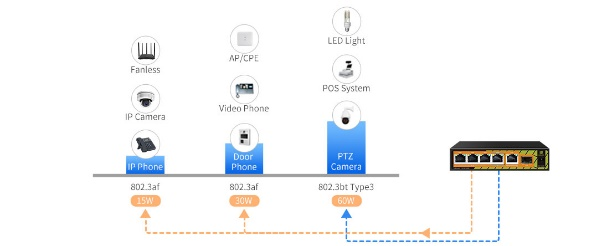 LED Light
AP/CPE
Fanless
POS System
Video Phone
IP Camera
IP Phone
Door
Phone
PTZ
Camera
802.3af
802.3af
802.3bt Type3
15W
30W
60W